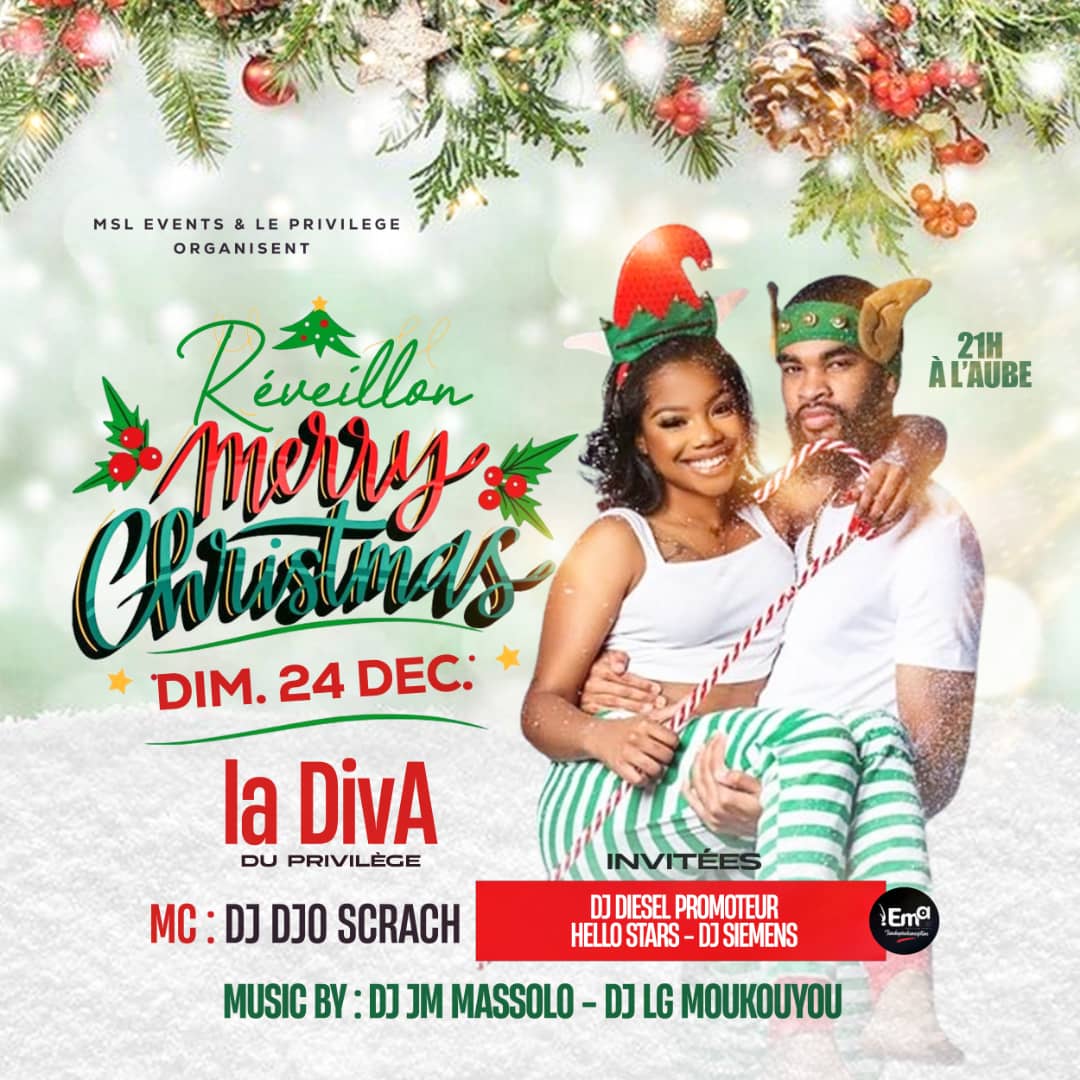 MSL EVENTS & LE PRIVILEGE
ORGANISENT
Réveillon
merry
Christmas
DIM. 24 DEC.
21H
À L'AUBE
la DivA
DU PRIVILÈGE
INVITÉES
MC : DJ DJO SCRACH
DJ DIESEL PROMOTEUR
HELLO STARS - DJ SIEMENS
Ema
MUSIC BY : DJ JM MASSOLO - DJ LG MOUKOUYOU